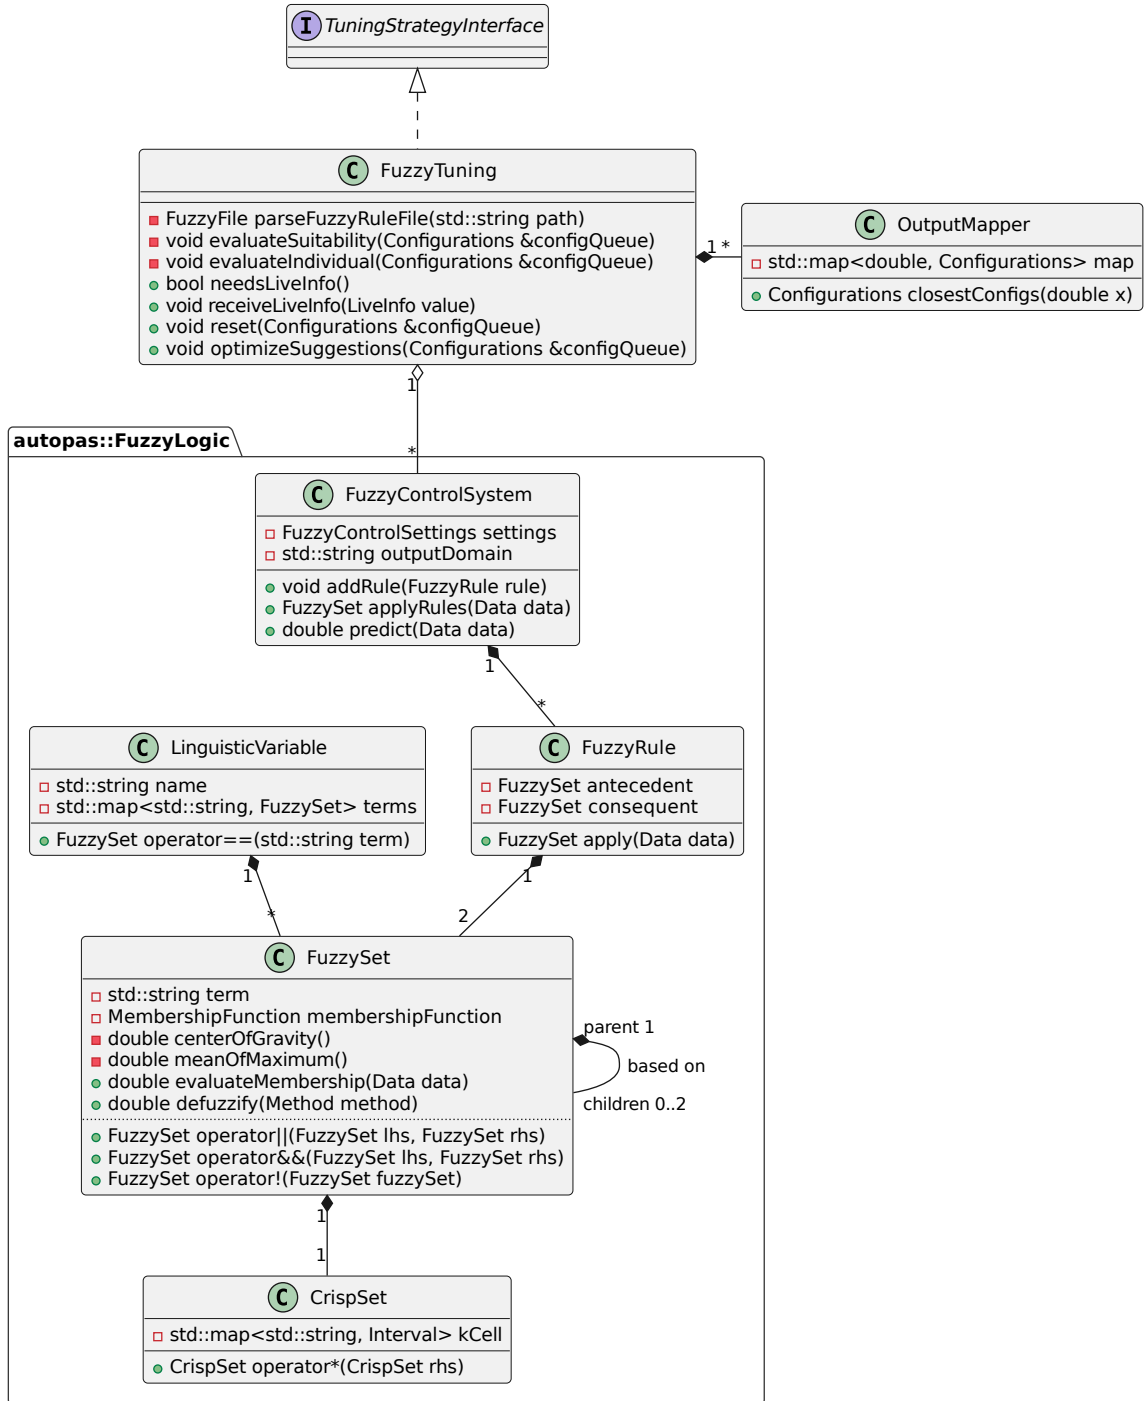 I TuningStrategyInterface
C FuzzyTuning
FuzzyFile parseFuzzyRuleFile(std::string path)
void evaluateSuitability(Configurations &configQueue)
void evaluateIndividual(Configurations &configQueue)
bool needsLiveInfo()
void receiveLiveInfo(LiveInfo value)
void reset(Configurations &configQueue)
void optimizeSuggestions(Configurations &configQueue)
1 *
C OutputMapper
std::map<double, Configurations> map
Configurations closestConfigs(double x)
1
*
autopas::FuzzyLogic
C FuzzyControlSystem
FuzzyControlSettings settings
std::string outputDomain
void addRule(FuzzyRule rule)
FuzzySet applyRules(Data data)
double predict(Data data)
1
*
C LinguisticVariable
std::string name
std::map<std::string, FuzzySet> terms
FuzzySet operator==(std::string term)
C FuzzyRule
FuzzySet antecedent
FuzzySet consequent
FuzzySet apply(Data data)
1
*
1
2
C FuzzySet
std::string term
MembershipFunction membershipFunction
double centerOfGravity()
double meanOfMaximum()
double evaluateMembership(Data data)
double defuzzify(Method method)
FuzzySet operator||(FuzzySet lhs, FuzzySet rhs)
FuzzySet operator&&(FuzzySet lhs, FuzzySet rhs)
FuzzySet operator!(FuzzySet fuzzySet)
parent 1
based on
children 0..2
1
1
C CrispSet
std::map<std::string, Interval> kCell
CrispSet operator*(CrispSet rhs)